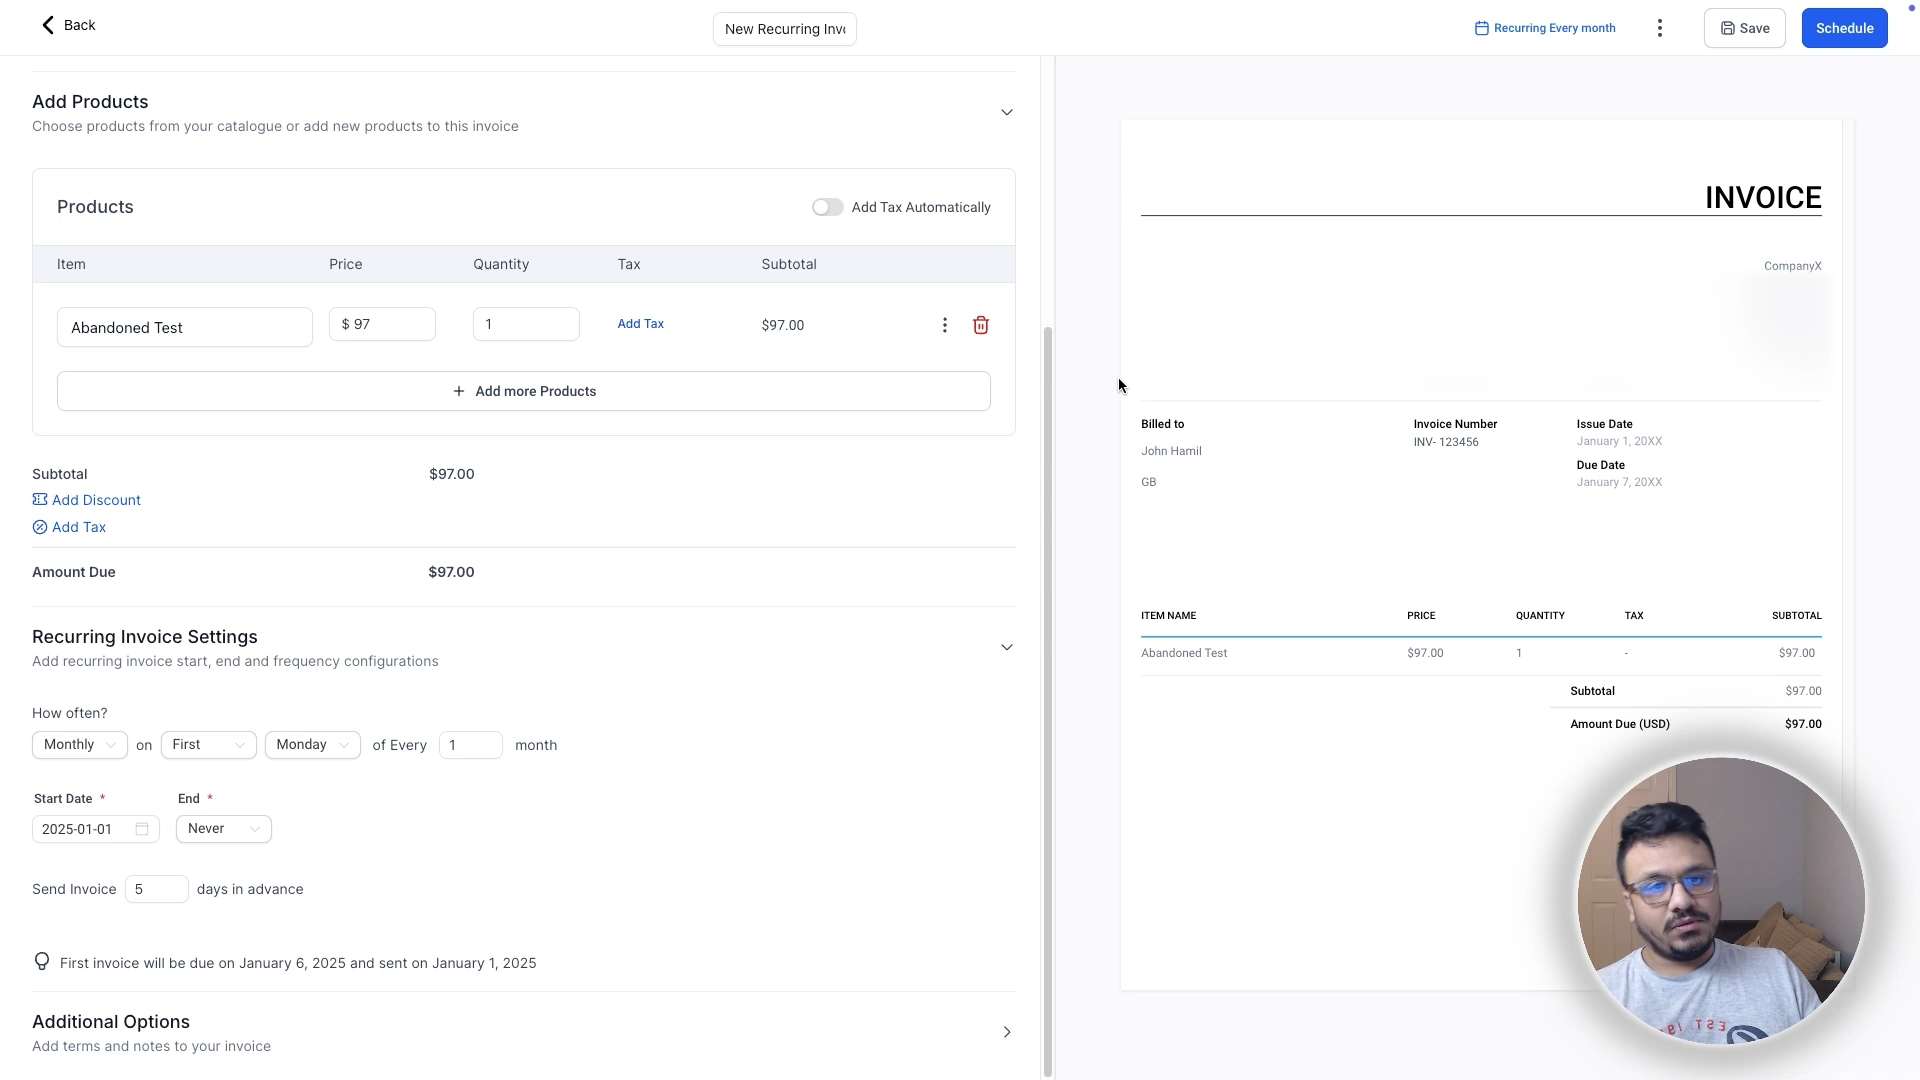 Back
New Recurring Inv
Recurring Every month
Save
Schedule
Add Products
Choose products from your catalogue or add new products to this invoice
Products
Add Tax Automatically
Item Price Quantity Tax Subtotal
Abandoned Test $ 97 1 Add Tax $97.00
+ Add more Products
Subtotal $97.00
Add Discount
Add Tax
Amount Due $97.00
Recurring Invoice Settings
Add recurring invoice start, end and frequency configurations
How often?
Monthly on First Monday of Every 1 month
Start Date * End *
2025-01-01 Never
Send Invoice 5 days in advance
First invoice will be due on January 6, 2025 and sent on January 1, 2025
Additional Options
Add terms and notes to your invoice
INVOICE
CompanyX
Billed to
John Hamil
GB
Invoice Number
INV- 123456
Issue Date
January 1, 20XX
Due Date
January 7, 20XX
ITEM NAME PRICE QUANTITY TAX SUBTOTAL
Abandoned Test $97.00 1 - $97.00
Subtotal $97.00
Amount Due (USD) $97.00